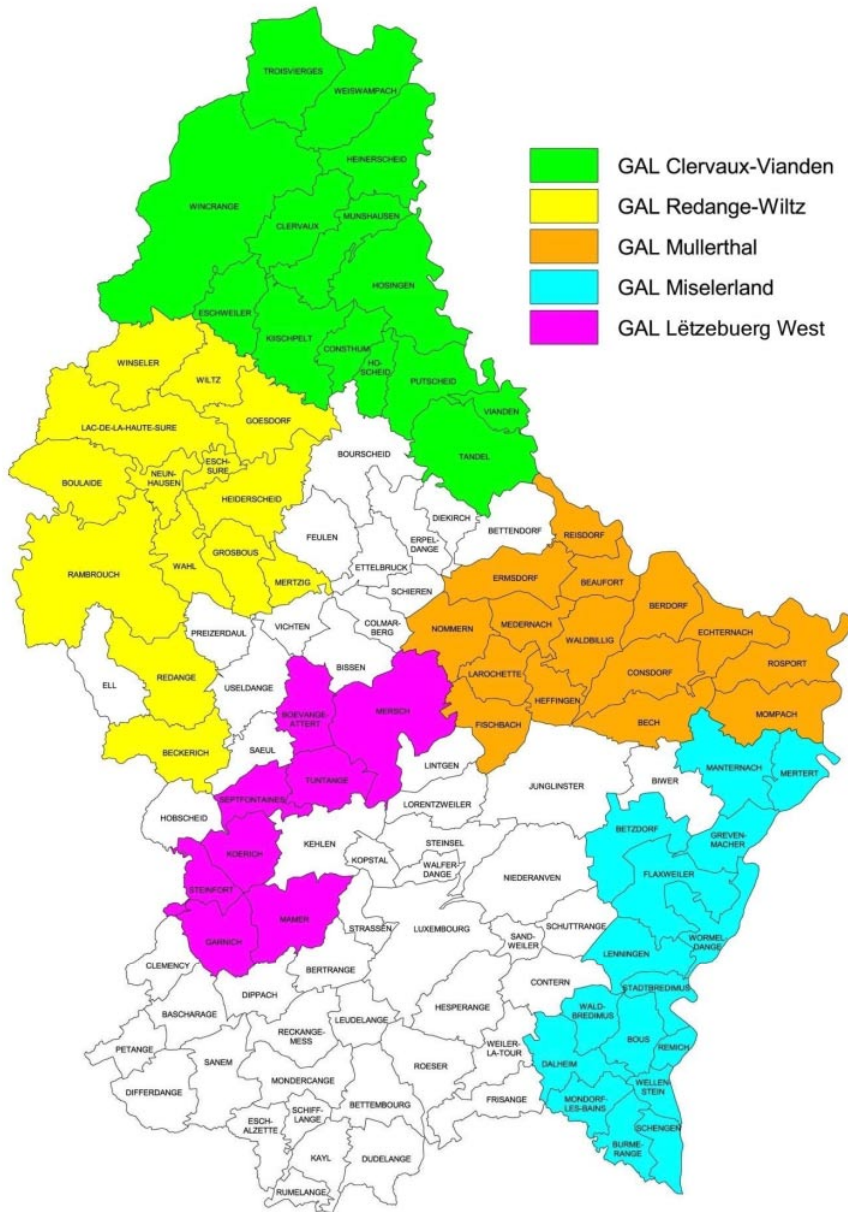 TROISVIERGES
WEISWAMPACH
HEINERSCHEID
WINCRANGE
CLERVAUX
MUNSHAUSEN
HOSINGEN
ESCHWEILER
KIISCHPELT
CONSTHUM
HO-
SCHEID
PUTSCHEID
VIANDEN
TANDEL
GAL Clervaux-Vianden
GAL Redange-Wiltz
GAL Mullerthal
GAL Miselerland
GAL Lëtzebuerg West
WINSELER
WILTZ
GOESDORF
LAC-DE-LA-HAUTE-SURE
BOULAIDE
NEUN-
HAUSEN
ESCH-
SURE
HEIDERSCHEID
RAMBROUCH
WAHL
GROSBOUS
MERTZIG
BOURSCHEID
FEULEN
DIEKIRCH
ERPEL-
DANGE
ETTELBRUCK
BETTENDORF
SCHIEREN
COLMAR-
BERG
VICHTEN
PREIZERDAUL
BISSEN
ELL
REDANGE
USELDANGE
BECKERICH
SAEUL
REISDORF
ERMSDORF
BEAUFORT
BERDORF
NOMMERN
MEDERNACH
WALDBILLIG
ECHTERNACH
LAROCHETTE
CONSDORF
ROSPORT
HEFFINGEN
FISCHBACH
BECH
MOMPACH
BOEVANGE-
ATTERT
MERSCH
TUNTANGE
SEPTFONTAINES
LINTGEN
LORENTZWEILER
JUNGLINSTER
BIWER
MANTERNACH
MERTERT
HOBSCHEID
KOERICH
KEHLEN
KOPSTAL
STEINSEL
WALFER-
DANGE
NIEDERANVEN
BETZDORF
GREVEN-
MACHER
FLAXWEILER
STEINFORT
MAMER
GARNICH
STRASSEN
LUXEMBOURG
SAND-
WEILER
SCHUTTRANGE
WORMEL-
DANGE
LENNINGEN
CLEMENCY
BERTRANGE
CONTERN
STADTBREDIMUS
DIPPACH
BASCHARAGE
RECKANGE-
MESS
LEUDELANGE
HESPERANGE
WALD-
BREDIMUS
BOUS
REMICH
PETANGE
SANEM
ROESER
WEILER-
LA-TOUR
DALHEIM
DIFFERDANGE
MONDERCANGE
BETTEMBOURG
FRISANGE
WELLEN-
STEIN
MONDORF-
LES-BAINS
SCHENGEN
BURME-
RANGE
ESCH-
ALZETTE
SCHIFF-
LANGE
KAYL
DUDELANGE
RUMELANGE